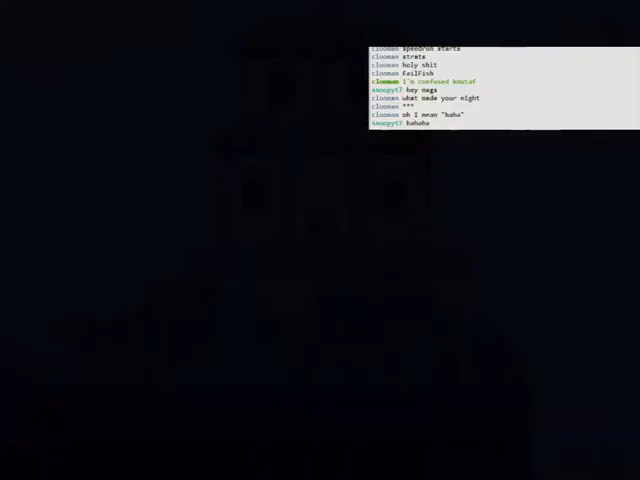 clooman speedrun starts
clooman strats
clooman holy shit
clooman FailFish
clooman I'm confused knutaf
snoopyt7 hey mags
clooman what made your night
clooman ***
clooman oh I mean "haha"
snoopyt7 hahaha